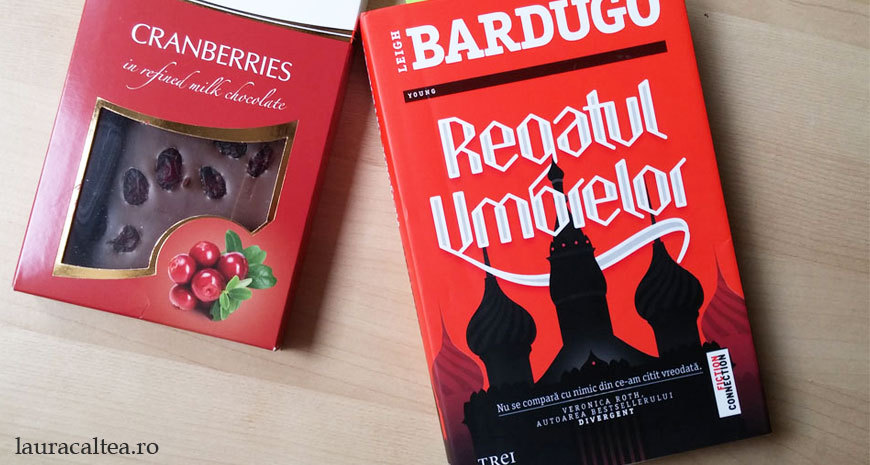 CRANBERRIES
in refined milk chocolate
LEIGH
BARDUGO
YOUNG
Regatul
Umbrelor
Nu se compară cu nimic din ce-am citit vreodată.
VERONICA ROTH,
AUTOAREA BESTSELLERULUI
DIVERGENT
FICTION
CONNECTION
TREI
lauracaltea.ro